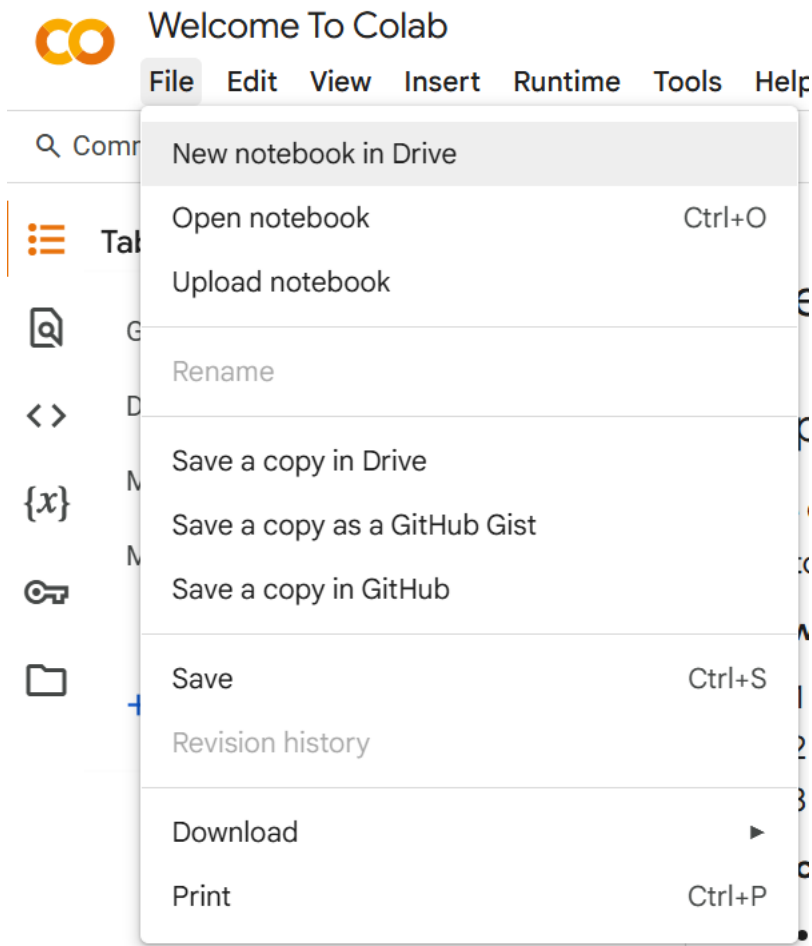 Welcome To Colab
File Edit View Insert Runtime Tools Help
New notebook in Drive
Open notebook Ctrl+O
Upload notebook
Rename
Save a copy in Drive
Save a copy as a GitHub Gist
Save a copy in GitHub
Save Ctrl+S
{x}
Revision history
Download
Print Ctrl+P